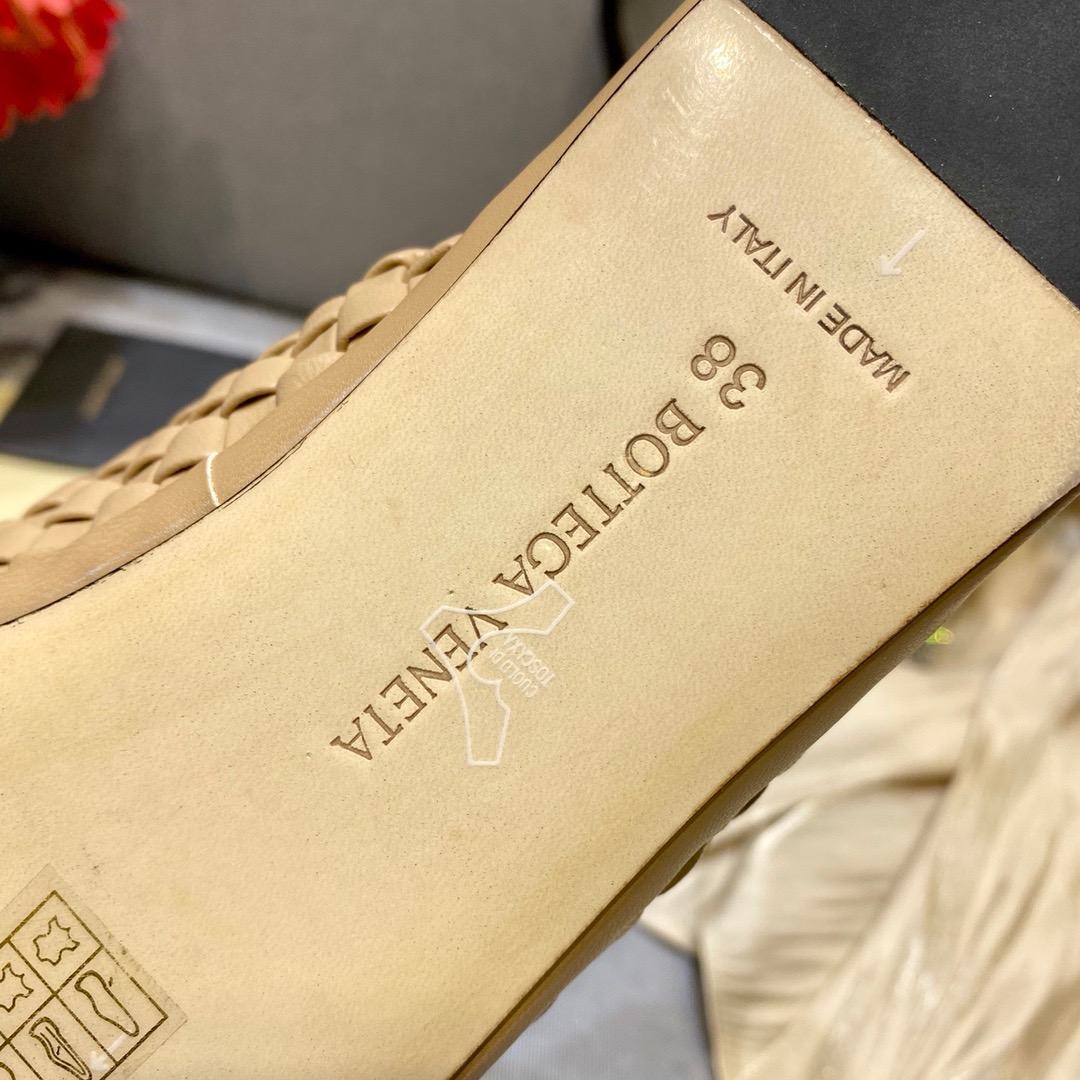 MADE IN ITALY
38
BOTTEGA VENETA
CUOIO DI
TOSCANA